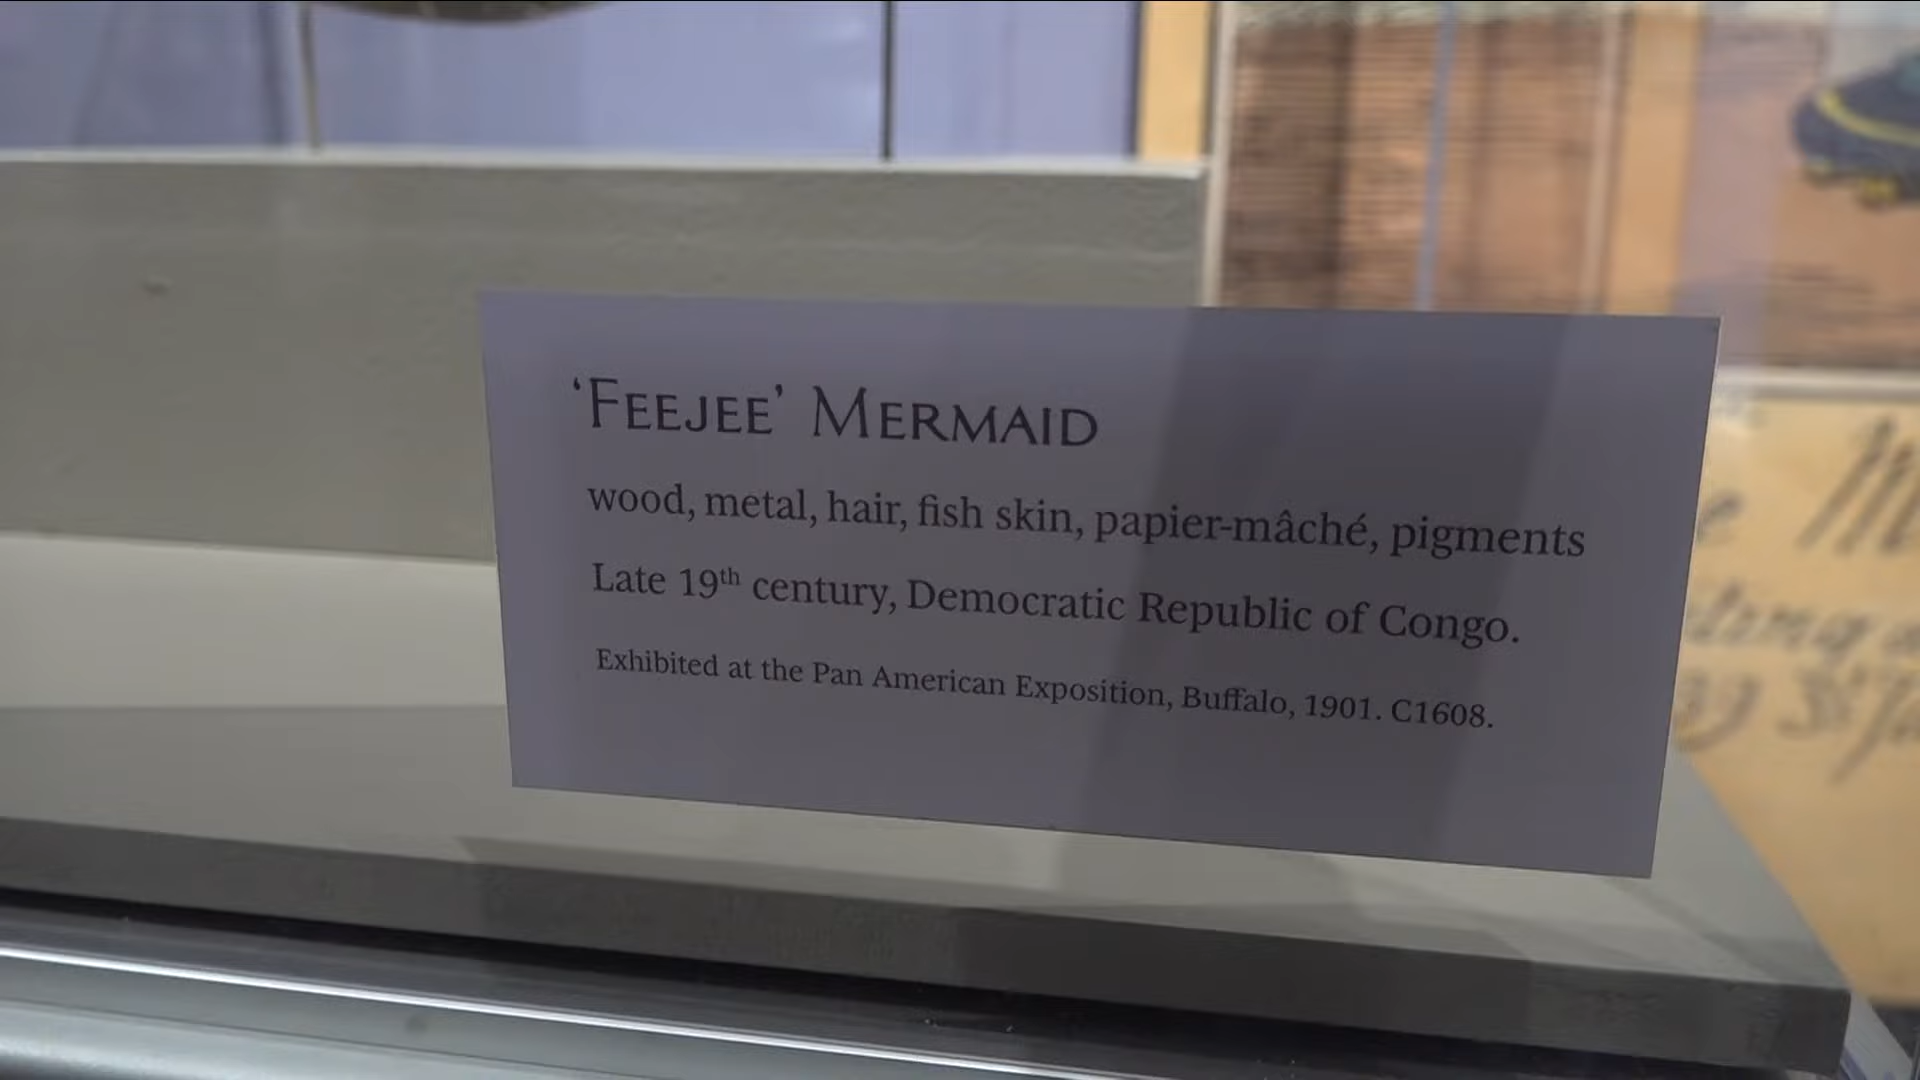 ‘FEEJEE’ MERMAID
wood, metal, hair, fish skin, papier-mâché, pigments
Late 19th century, Democratic Republic of Congo.
Exhibited at the Pan American Exposition, Buffalo, 1901. C1608.